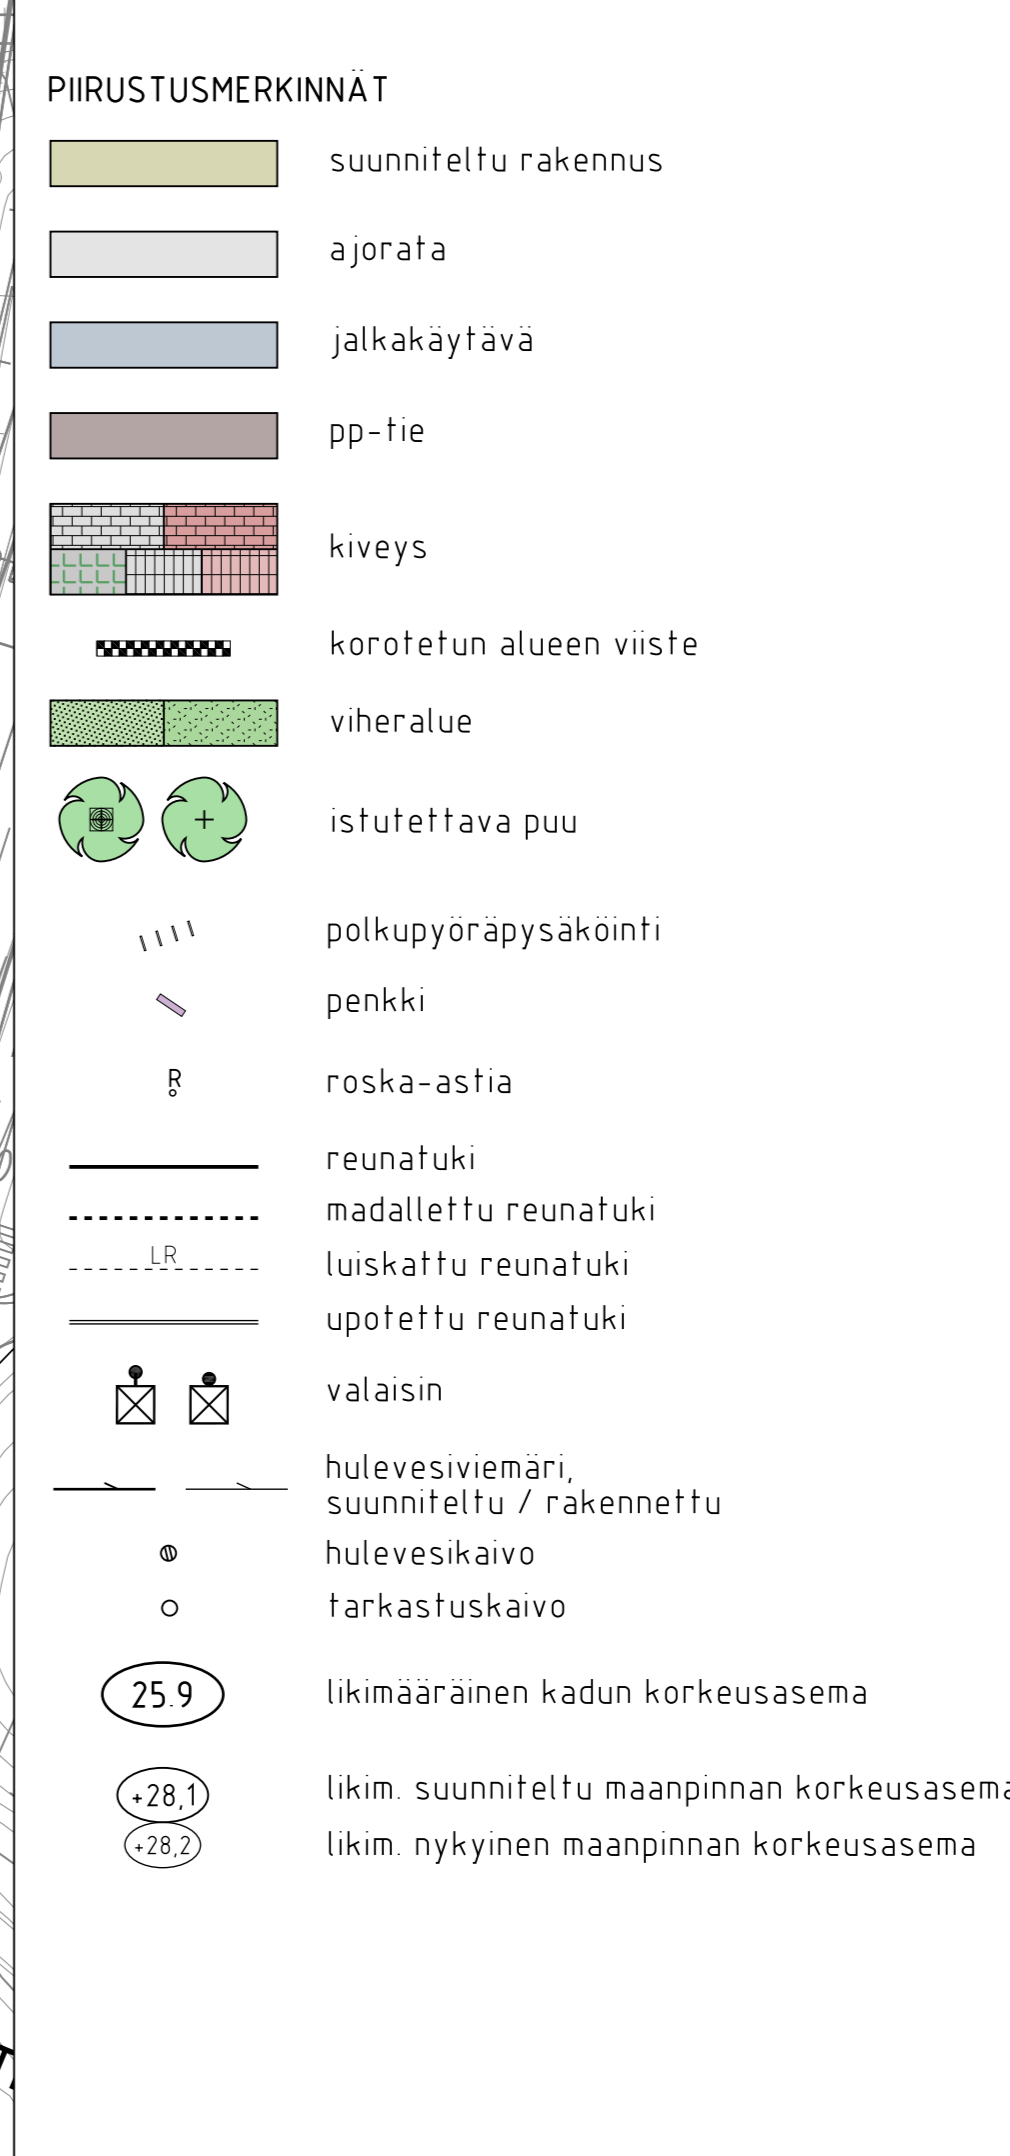 PIIRUSTUSMERKINNÄT
suunniteltu rakennus
ajorata
jalkakäytävä
pp-tie
kiveys
korotetun alueen viiste
viheralue
istutettava puu
polkupyöräpysäköinti
penkki
R
roska-astia
reunatuki
madallettu reunatuki
LR
luiskattu reunatuki
upotettu reunatuki
valaisin
hulevesiviemäri,
suunniteltu / rakennettu
hulevesikaivo
tarkastuskaivo
25.9 likimääräinen kadun korkeusasema
+28,1 likim. suunniteltu maanpinnan korkeusasema
+28,2 likim. nykyinen maanpinnan korkeusasema